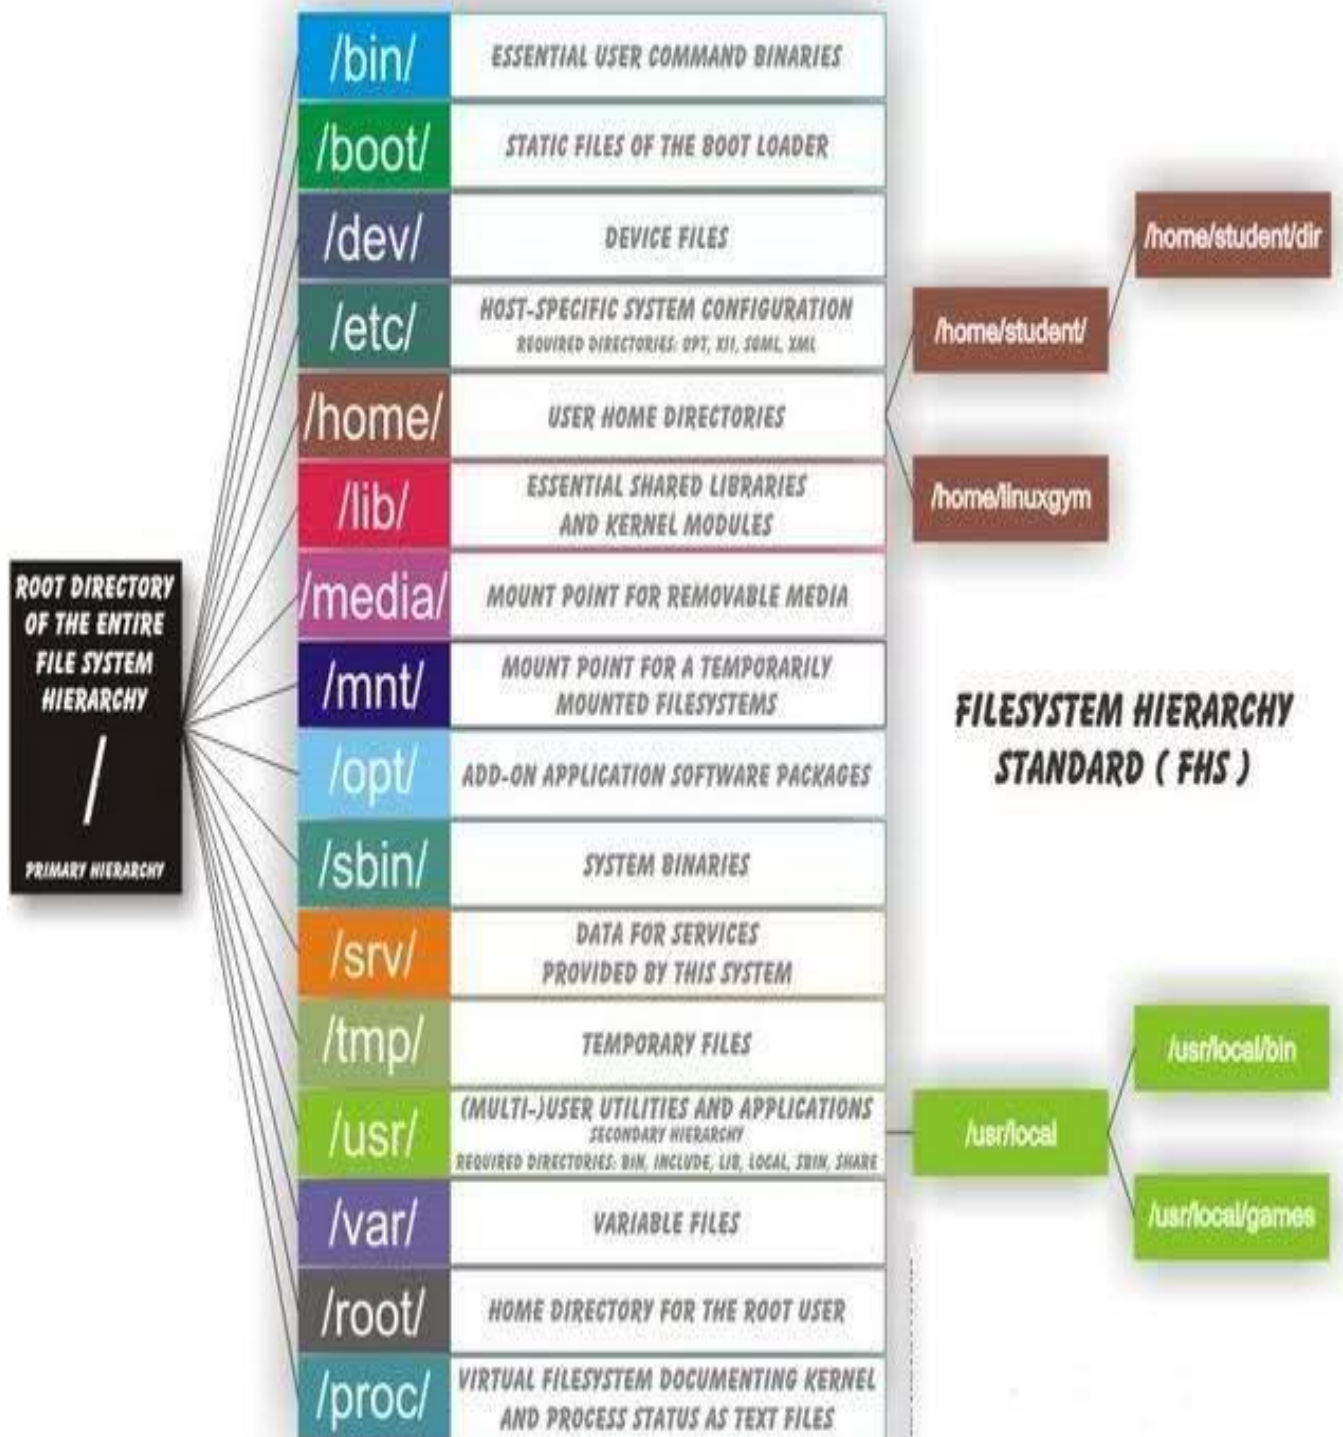 ROOT DIRECTORY
OF THE ENTIRE
FILE SYSTEM
HIERARCHY
/
PRIMARY HIERARCHY
/bin/
ESSENTIAL USER COMMAND BINARIES
/boot/
STATIC FILES OF THE BOOT LOADER
/dev/
DEVICE FILES
/etc/
HOST-SPECIFIC SYSTEM CONFIGURATION
REQUIRED DIRECTORIES: OPT, X11, SGML, XML
/home/
USER HOME DIRECTORIES
/lib/
ESSENTIAL SHARED LIBRARIES
AND KERNEL MODULES
/media/
MOUNT POINT FOR REMOVABLE MEDIA
/mnt/
MOUNT POINT FOR A TEMPORARILY
MOUNTED FILESYSTEMS
/opt/
ADD-ON APPLICATION SOFTWARE PACKAGES
/sbin/
SYSTEM BINARIES
/srv/
DATA FOR SERVICES
PROVIDED BY THIS SYSTEM
/tmp/
TEMPORARY FILES
/usr/
(MULTI-)USER UTILITIES AND APPLICATIONS
SECONDARY HIERARCHY
REQUIRED DIRECTORIES: BIN, INCLUDE, LIB, LOCAL, SBIN, SHARE
/var/
VARIABLE FILES
/root/
HOME DIRECTORY FOR THE ROOT USER
/proc/
VIRTUAL FILESYSTEM DOCUMENTING KERNEL
AND PROCESS STATUS AS TEXT FILES
/home/student/dir
/home/student/
/home/linuxgym
FILESYSTEM HIERARCHY
STANDARD ( FHS )
/usr/local/bin
/usr/local
/usr/local/games